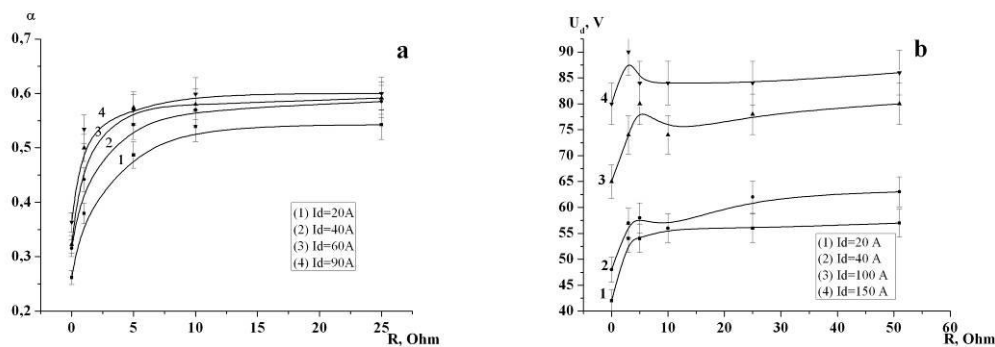 α
a
0,7
0,6
0,5
0,4
0,3
0,2
4
3
2
1
(1) Id=20A
(2) Id=40A
(3) Id=60A
(4) Id=90A
0 5 10 15 20 25
R, Ohm
U_d, V
b
90
85
80
75
70
65
60
55
50
45
40
4
3
2
1
(1) Id=20 A
(2) Id=40 A
(3) Id=100 A
(4) Id=150 A
0 10 20 30 40 50 60
R, Ohm